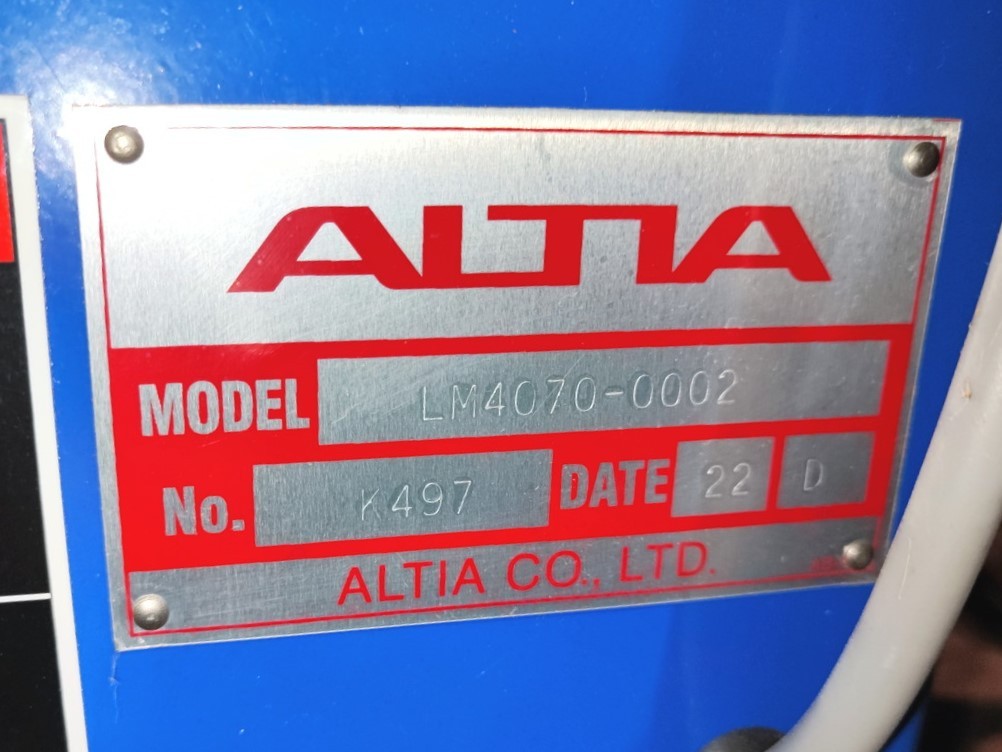 ALTIA
MODEL LM4070-0002
No. K497 DATE 22 D
ALTIA CO., LTD.